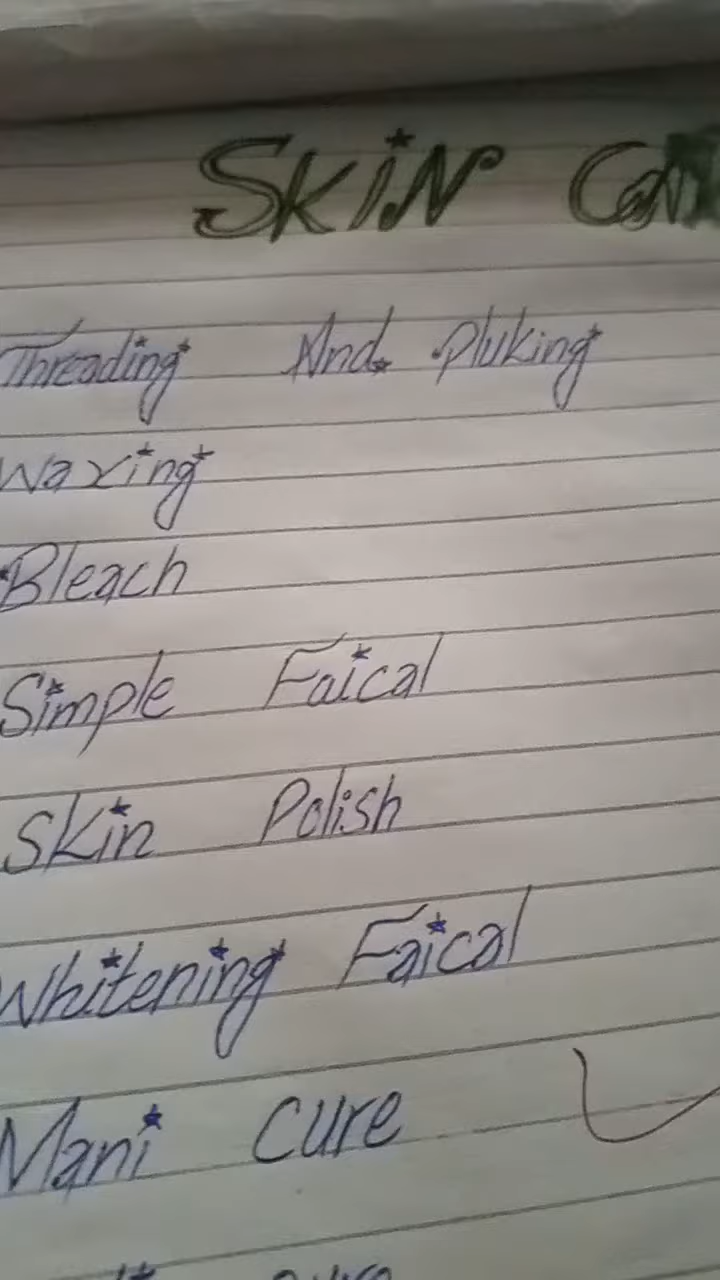 SKiN
Threading And Pluking
Waxing
Bleach
Simple Faical
Skin Polish
Whitening Faical
Mani cure